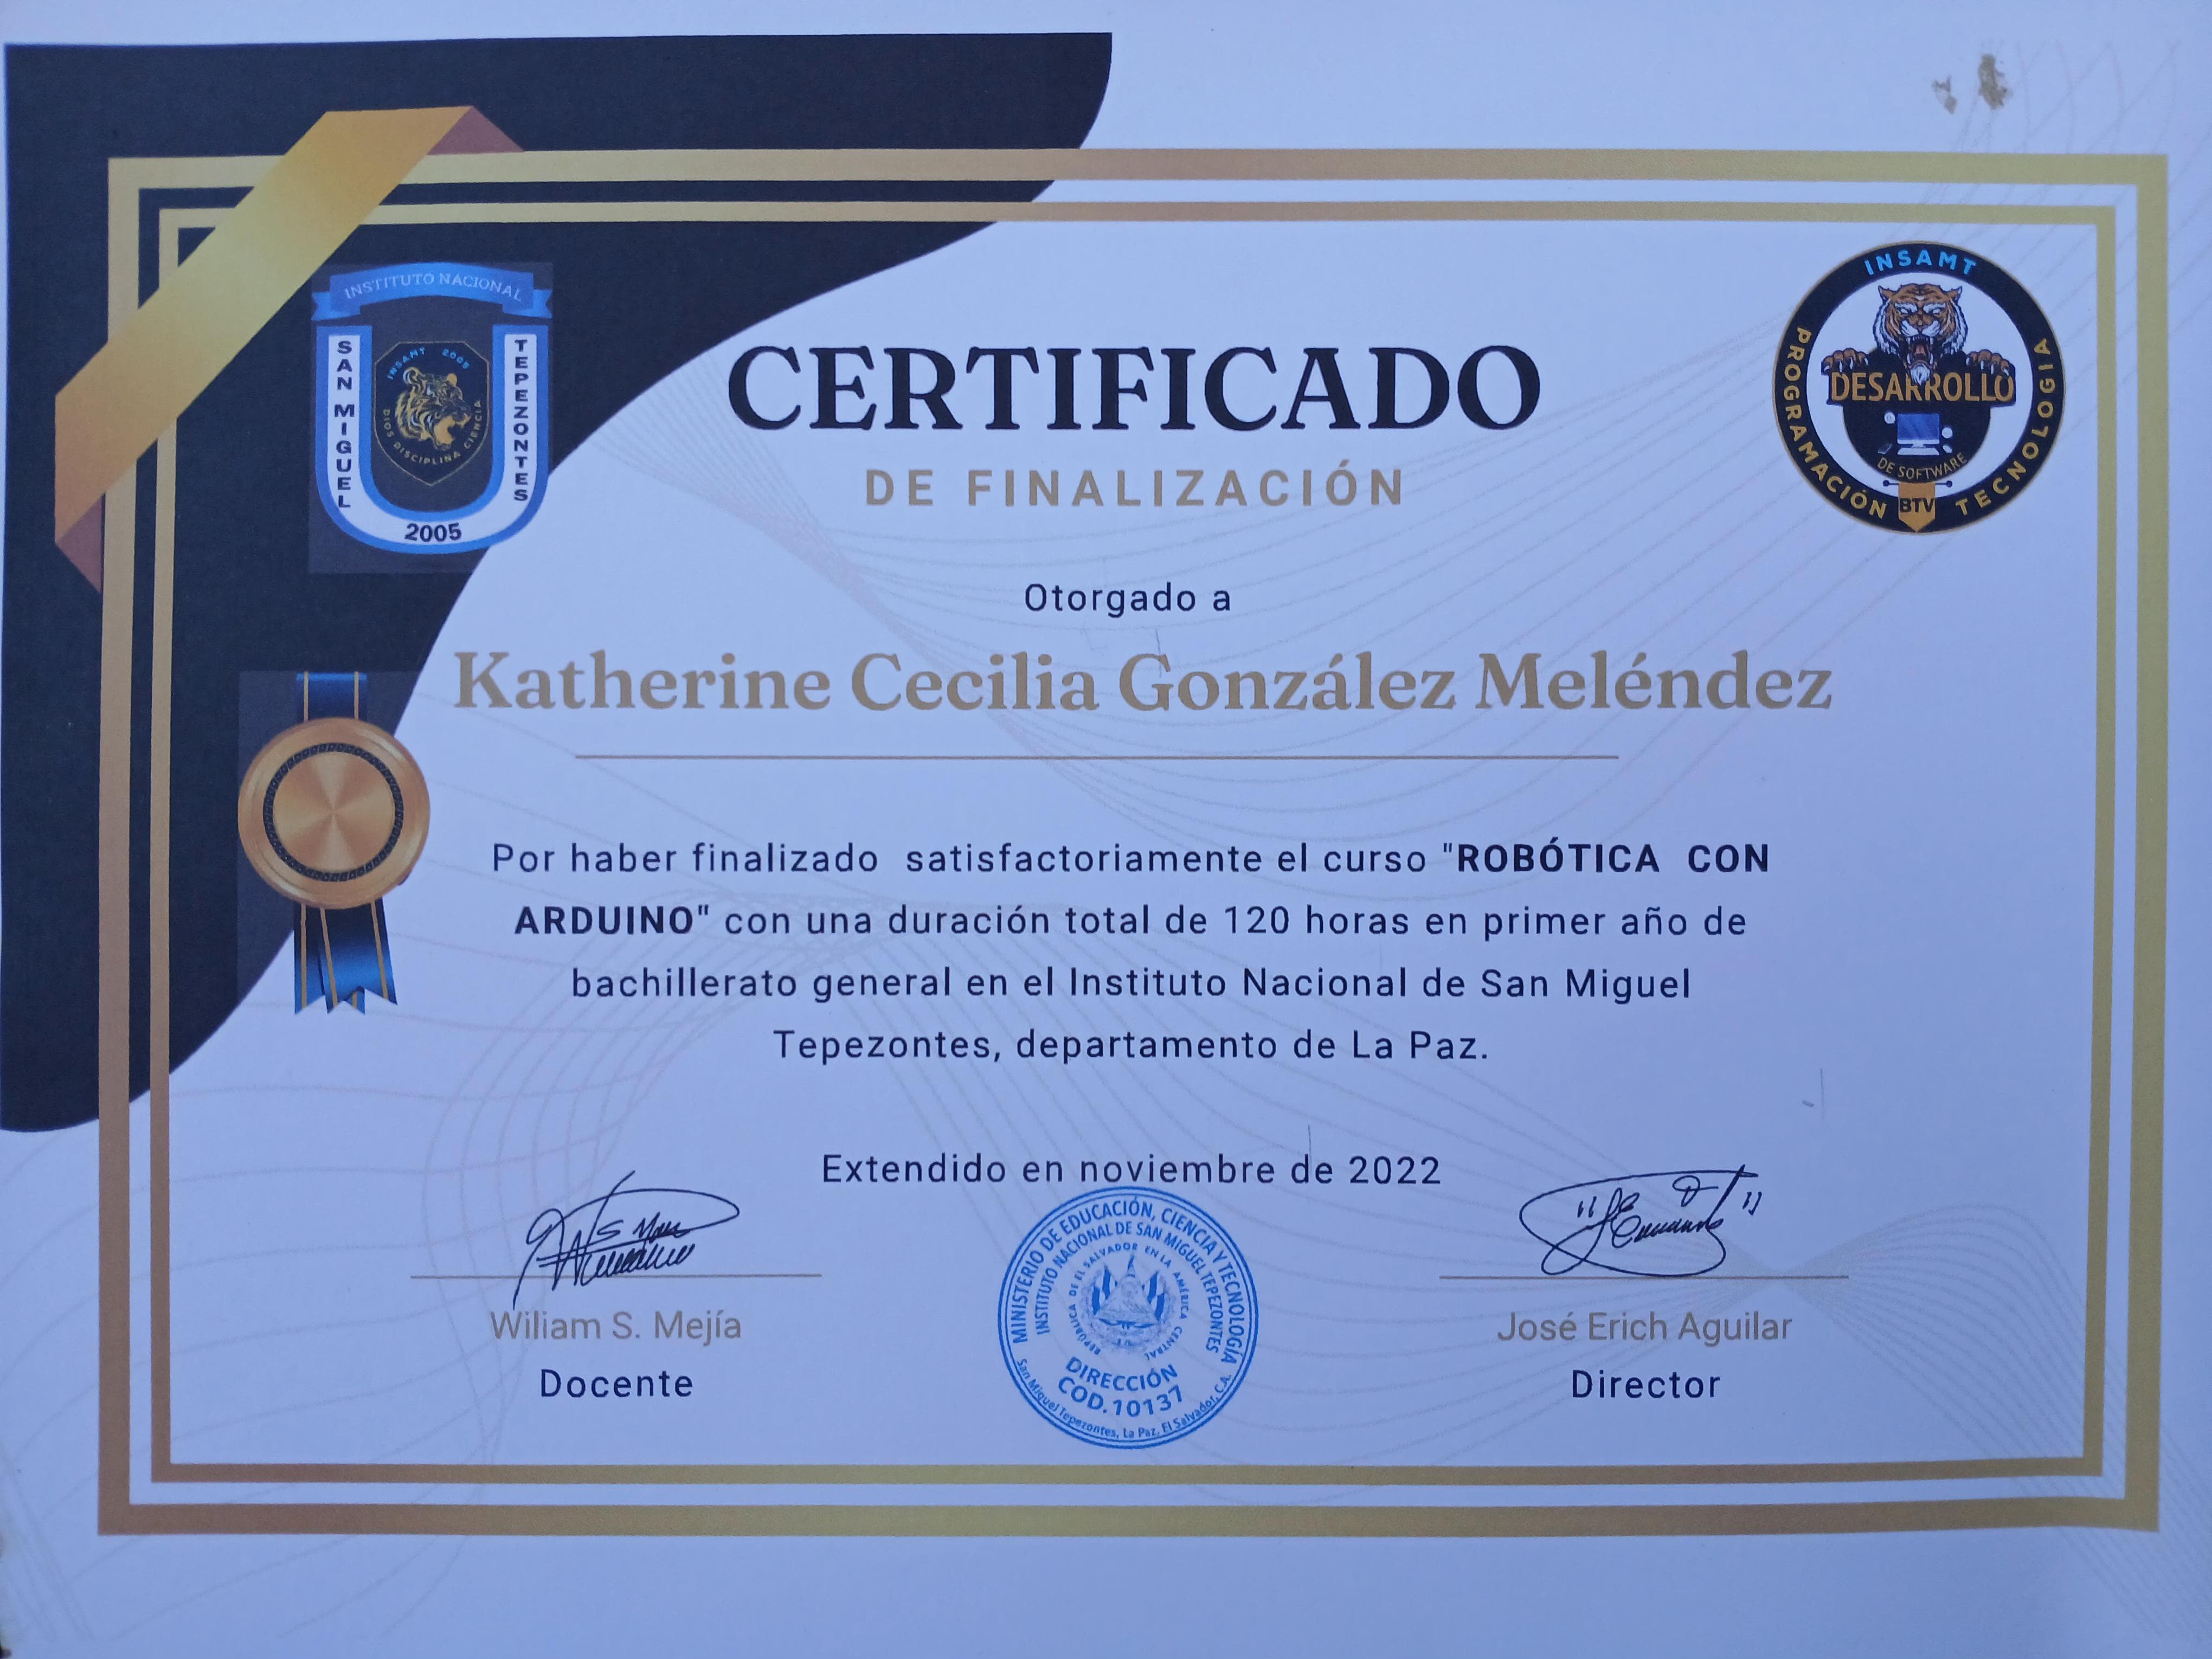 INSTITUTO NACIONAL
SAN MIGUEL
TEPEZONTES
INSAMT 2005
DIOS DISCIPLINA CIENCIA
2005
INSAMT
PROGRAMACIÓN
TECNOLOGIA
DESARROLLO
DE SOFTWARE
BTV
CERTIFICADO
DE FINALIZACIÓN
Otorgado a
Katherine Cecilia González Meléndez
Por haber finalizado satisfactoriamente el curso "ROBÓTICA CON
ARDUINO" con una duración total de 120 horas en primer año de
bachillerato general en el Instituto Nacional de San Miguel
Tepezontes, departamento de La Paz.
Extendido en noviembre de 2022
Wiliam S. Mejía
Docente
MINISTERIO DE EDUCACIÓN, CIENCIA Y TECNOLOGÍA
INSTITUTO NACIONAL DE SAN MIGUEL TEPEZONTES
REPÚBLICA DE EL SALVADOR EN LA AMÉRICA CENTRAL
DIRECCIÓN
COD.10137
San Miguel Tepezontes, La Paz, El Salvador, C.A.
José Erich Aguilar
Director